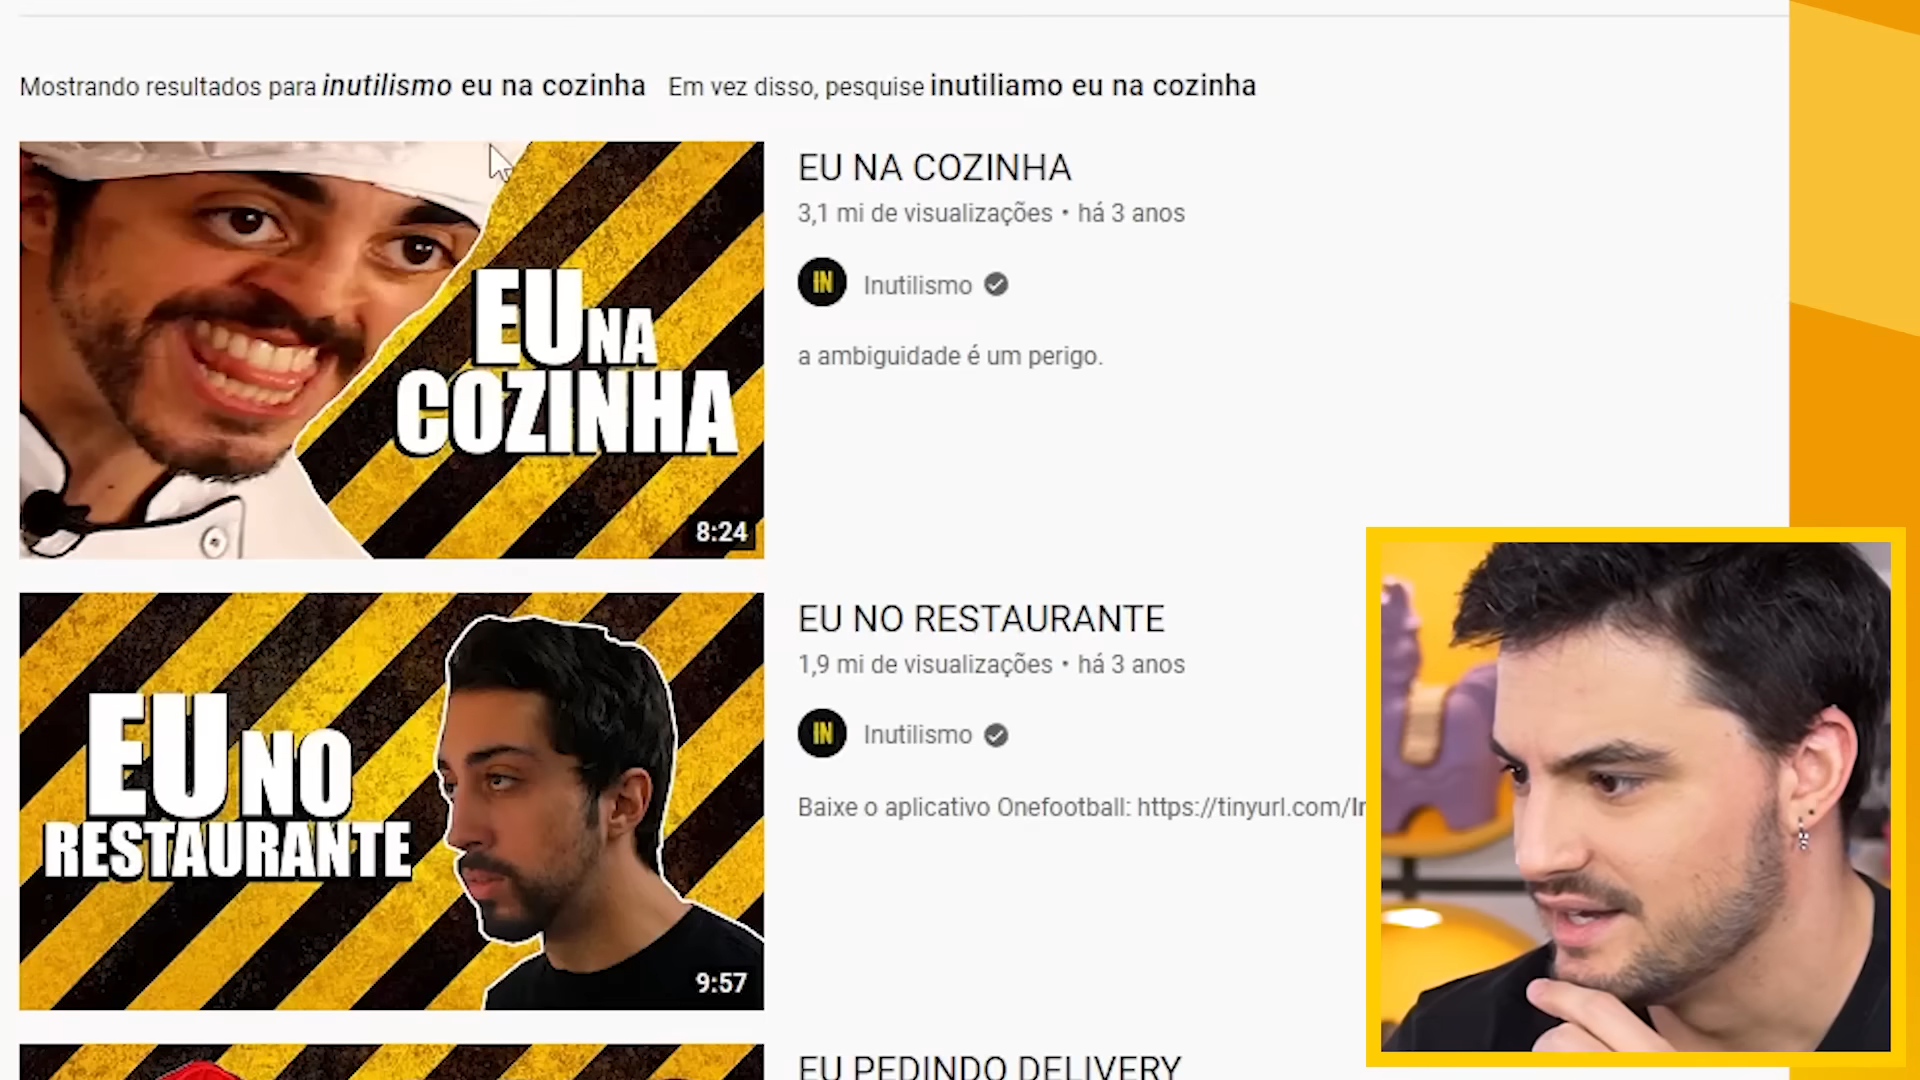 Mostrando resultados para inutilismo eu na cozinha Em vez disso, pesquise inutiliamo eu na cozinha
EU NA
COZINHA
8:24
EU NA COZINHA
3,1 mi de visualizações • há 3 anos
IN Inutilismo
a ambiguidade é um perigo.
EU NO
RESTAURANTE
9:57
EU NO RESTAURANTE
1,9 mi de visualizações • há 3 anos
IN Inutilismo
Baixe o aplicativo Onefootball: https://tinyurl.com/Ir
EU PEDINDO DELIVERY